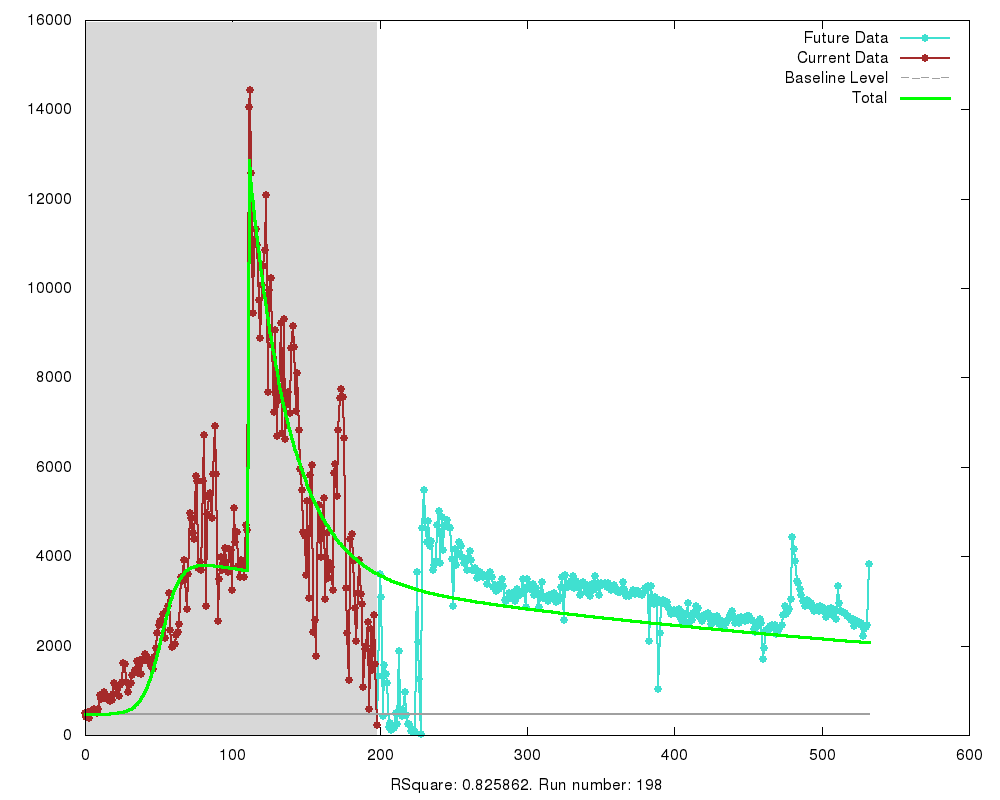 16000
14000
12000
10000
8000
6000
4000
2000
0
Future Data
Current Data
Baseline Level
Total
0 100 200 300 400 500 600
RSquare: 0.825862. Run number: 198